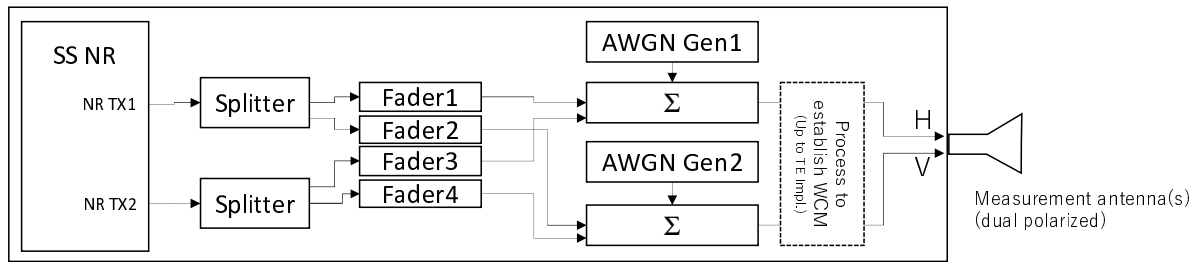 SS NR
NR TX1
NR TX2
Splitter
Splitter
Fader1
Fader2
Fader3
Fader4
AWGN Gen1
Σ
AWGN Gen2
Σ
Process to
establish WCM
(Up to TE Impl.)
H
V
Measurement antenna(s)
(dual polarized)